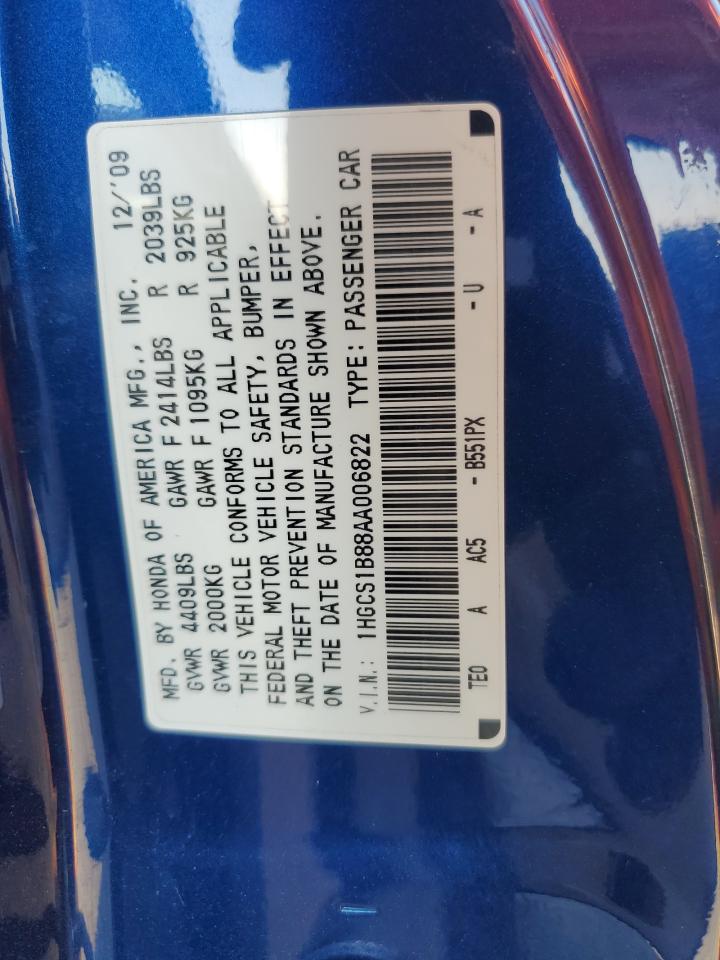 MFD. BY HONDA OF AMERICA MFG., INC. 12/'09
GVWR 4409LBS GAWR F 2414LBS R 2039LBS
GVWR 2000KG GAWR F 1095KG R 925KG
THIS VEHICLE CONFORMS TO ALL APPLICABLE
FEDERAL MOTOR VEHICLE SAFETY, BUMPER,
AND THEFT PREVENTION STANDARDS IN EFFECT
ON THE DATE OF MANUFACTURE SHOWN ABOVE.
V.I.N.: 1HGCS1B88AA006822 TYPE: PASSENGER CAR
TE0 A AC5 - B551PX - U - A